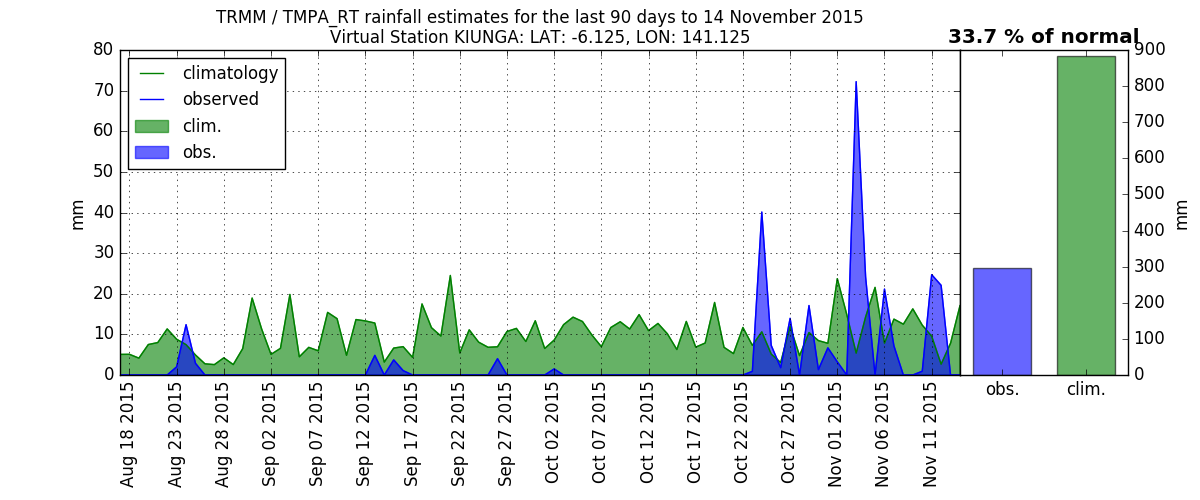 TRMM / TMPA_RT rainfall estimates for the last 90 days to 14 November 2015
Virtual Station KIUNGA: LAT: -6.125, LON: 141.125
33.7 % of normal
climatology
observed
clim.
obs.
mm
80
70
60
50
40
30
20
10
0
Aug 18 2015
Aug 23 2015
Aug 28 2015
Sep 02 2015
Sep 07 2015
Sep 12 2015
Sep 17 2015
Sep 22 2015
Sep 27 2015
Oct 02 2015
Oct 07 2015
Oct 12 2015
Oct 17 2015
Oct 22 2015
Oct 27 2015
Nov 01 2015
Nov 06 2015
Nov 11 2015
900
800
700
600
500
400
300
200
100
0
mm
obs.
clim.